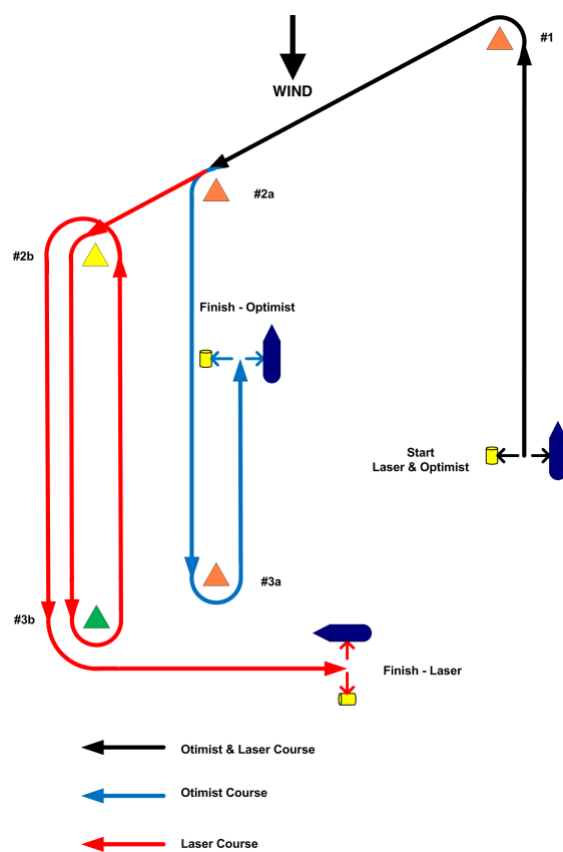 #1
WIND
#2a
#2b
Finish - Optimist
Start
Laser & Optimist
#3a
#3b
Finish - Laser
Otimist & Laser Course
Otimist Course
Laser Course